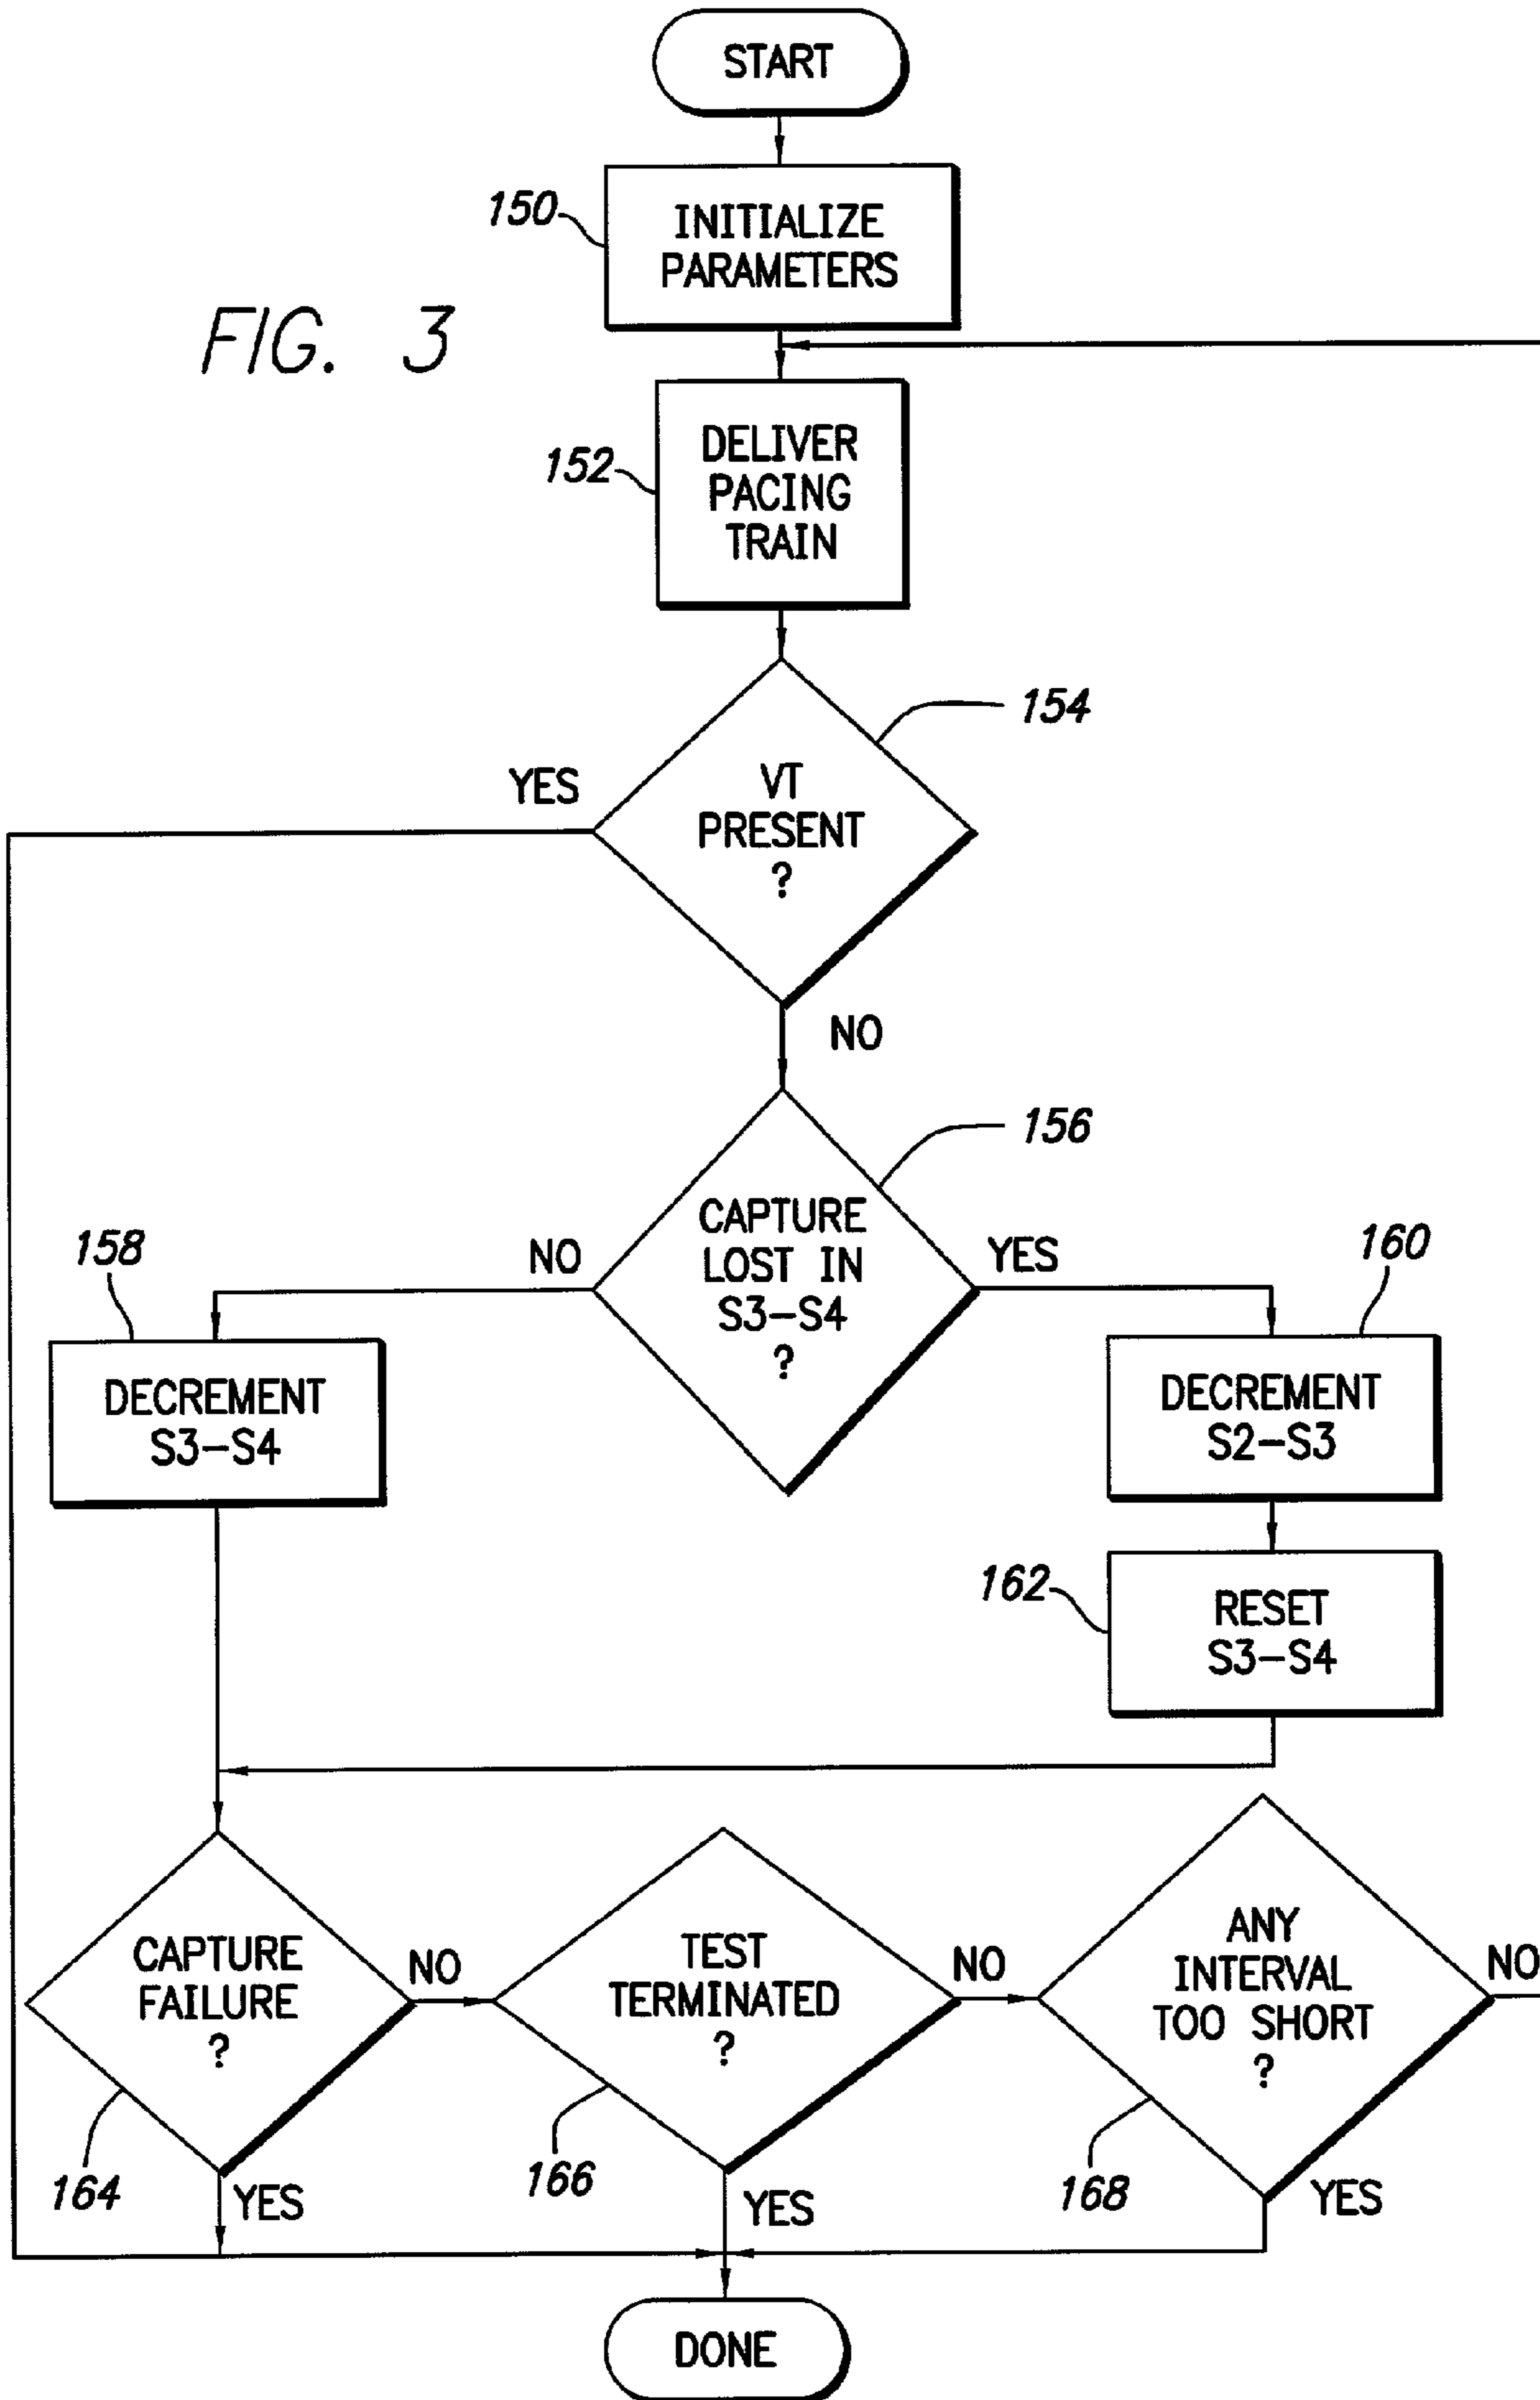 START
150
INITIALIZE
PARAMETERS
FIG. 3
152
DELIVER
PACING
TRAIN
154
YES
VT
PRESENT
?
NO
156
CAPTURE
LOST IN
S3-S4
?
NO
YES
158
DECREMENT
S3-S4
160
DECREMENT
S2-S3
162
RESET
S3-S4
CAPTURE
FAILURE
?
NO
164
YES
TEST
TERMINATED
?
NO
166
YES
ANY
INTERVAL
TOO SHORT
?
NO
168
YES
DONE